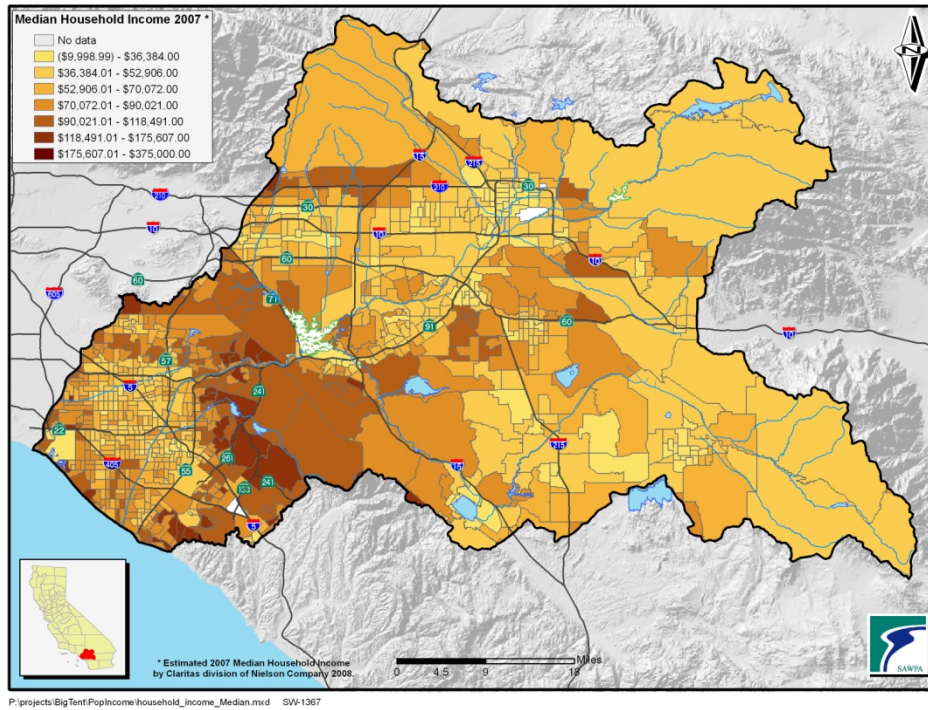 Median Household Income 2007 *
No data
($9,998.99) - $36,384.00
$36,384.01 - $52,906.00
$52,906.01 - $70,072.00
$70,072.01 - $90,021.00
$90,021.01 - $118,491.00
$118,491.01 - $175,607.00
$175,607.01 - $375,000.00
N
15
215
210
30
210
30
10
10
60
10
60
71
605
91
60
10
57
5
241
22
215
405
55
261
15
241
5
* Estimated 2007 Median Household Income
by Claritas division of Nielson Company 2008.
Miles
0 4.5 9 18
SAWPA
P:\projects\BigTent\PopIncome\household_income_Median.mxd SW-1367